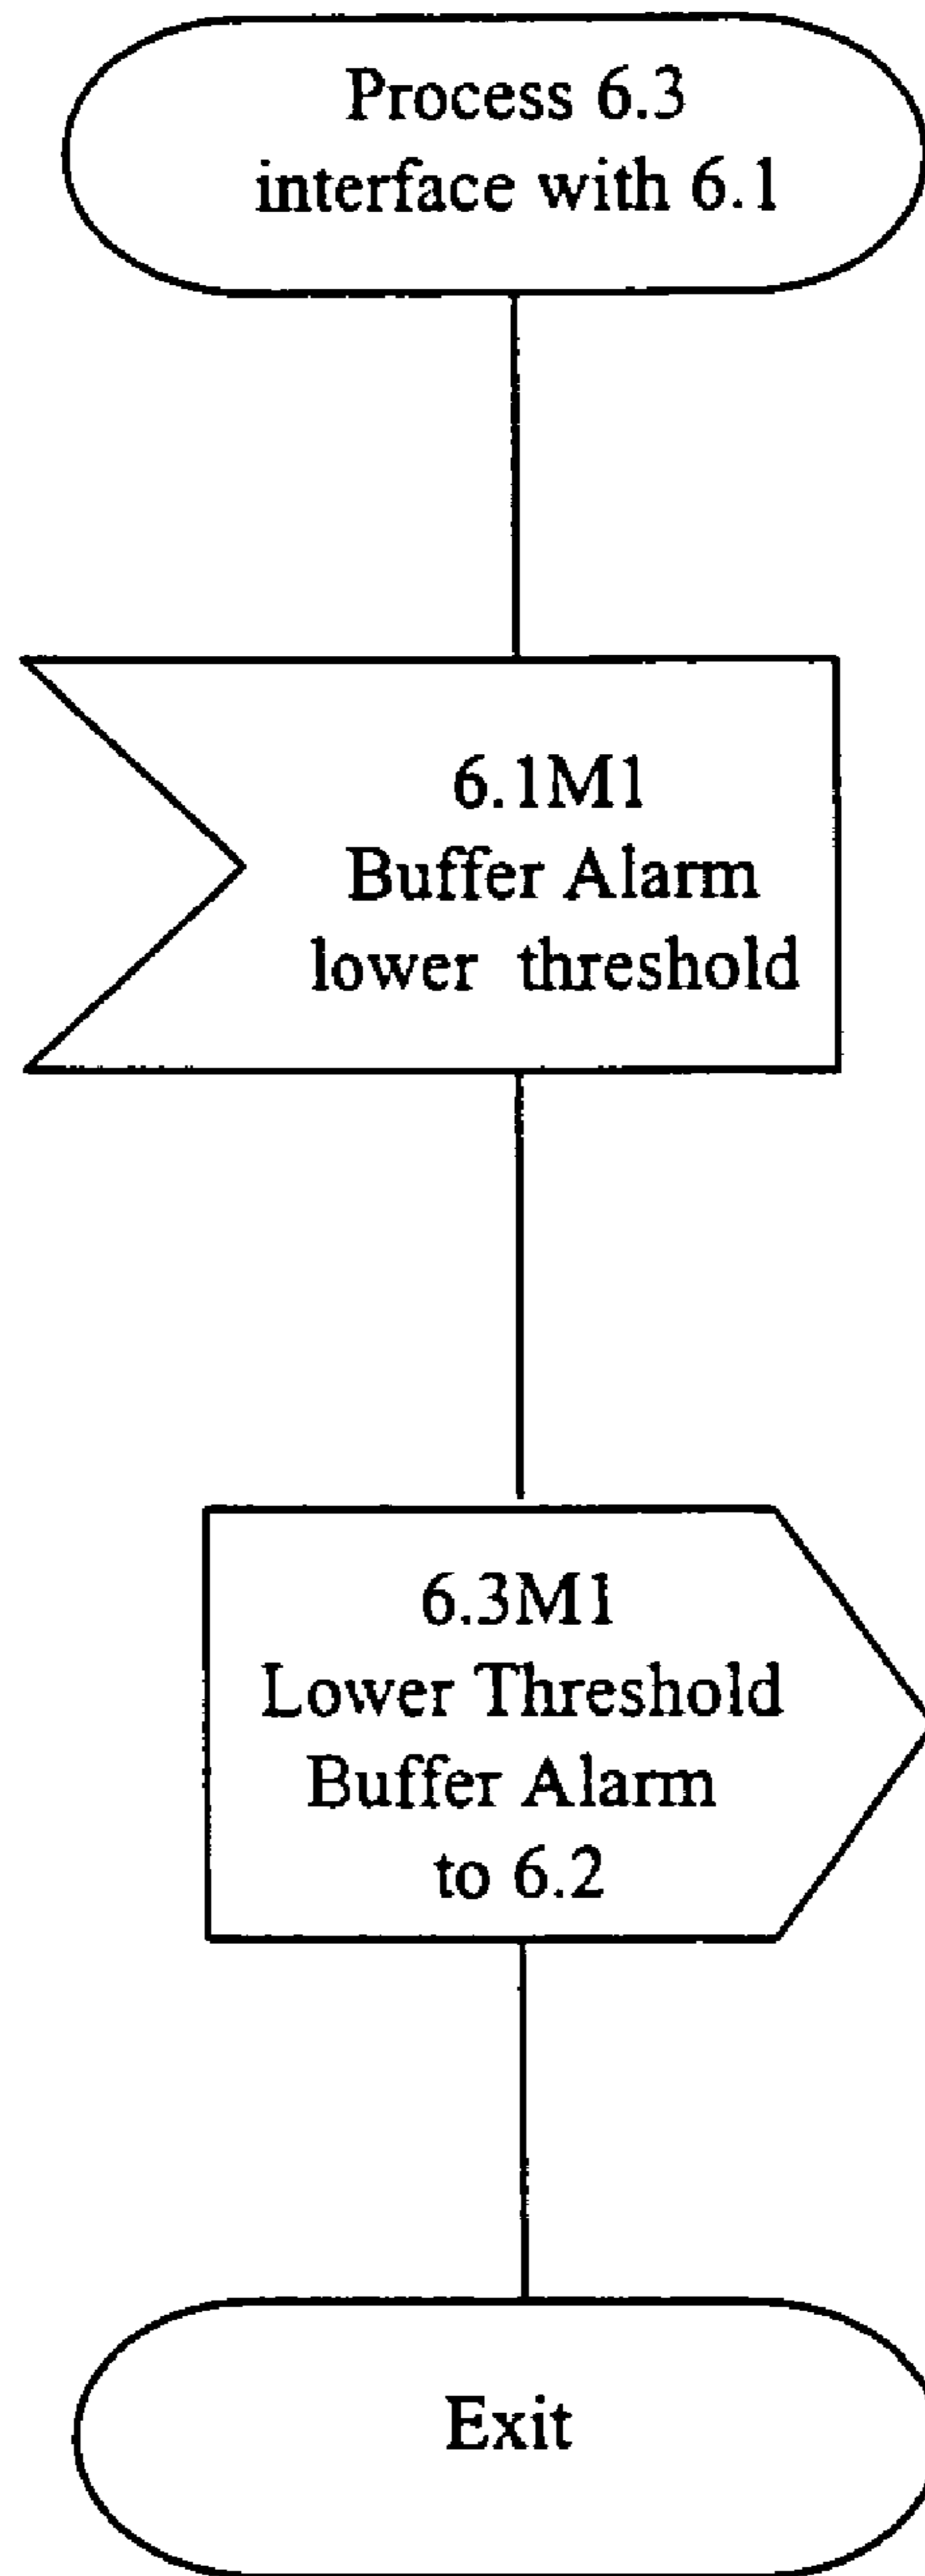 Process 6.3
interface with 6.1
6.1M1
Buffer Alarm
lower threshold
6.3M1
Lower Threshold
Buffer Alarm
to 6.2
Exit